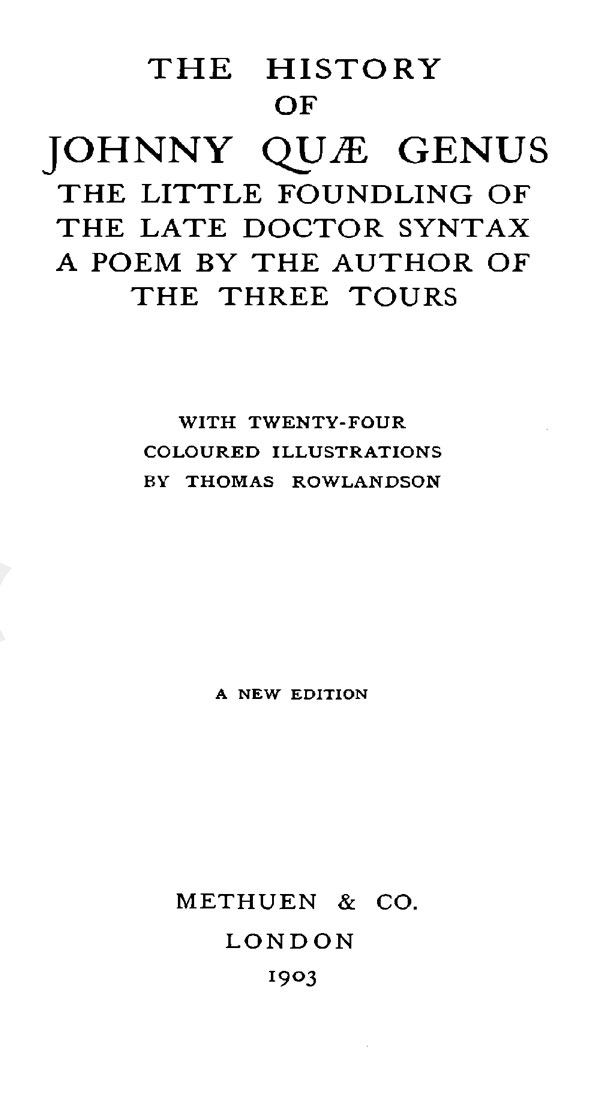 THE HISTORY
OF
JOHNNY QUÆ GENUS
THE LITTLE FOUNDLING OF
THE LATE DOCTOR SYNTAX
A POEM BY THE AUTHOR OF
THE THREE TOURS
WITH TWENTY-FOUR
COLOURED ILLUSTRATIONS
BY THOMAS ROWLANDSON
A NEW EDITION
METHUEN & CO.
LONDON
1903